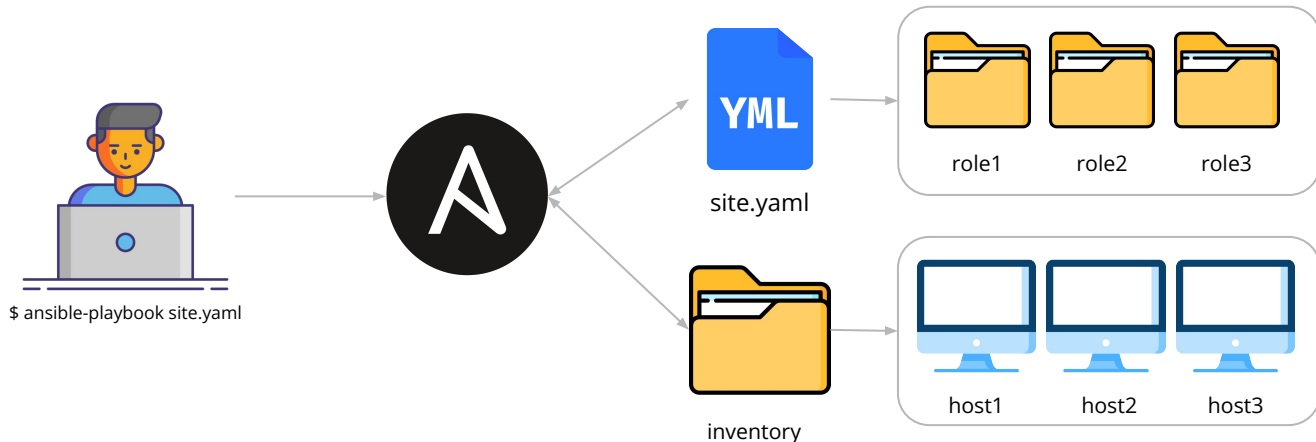 YML
role1
role2
role3
site.yaml
$ ansible-playbook site.yaml
host1
host2
host3
inventory